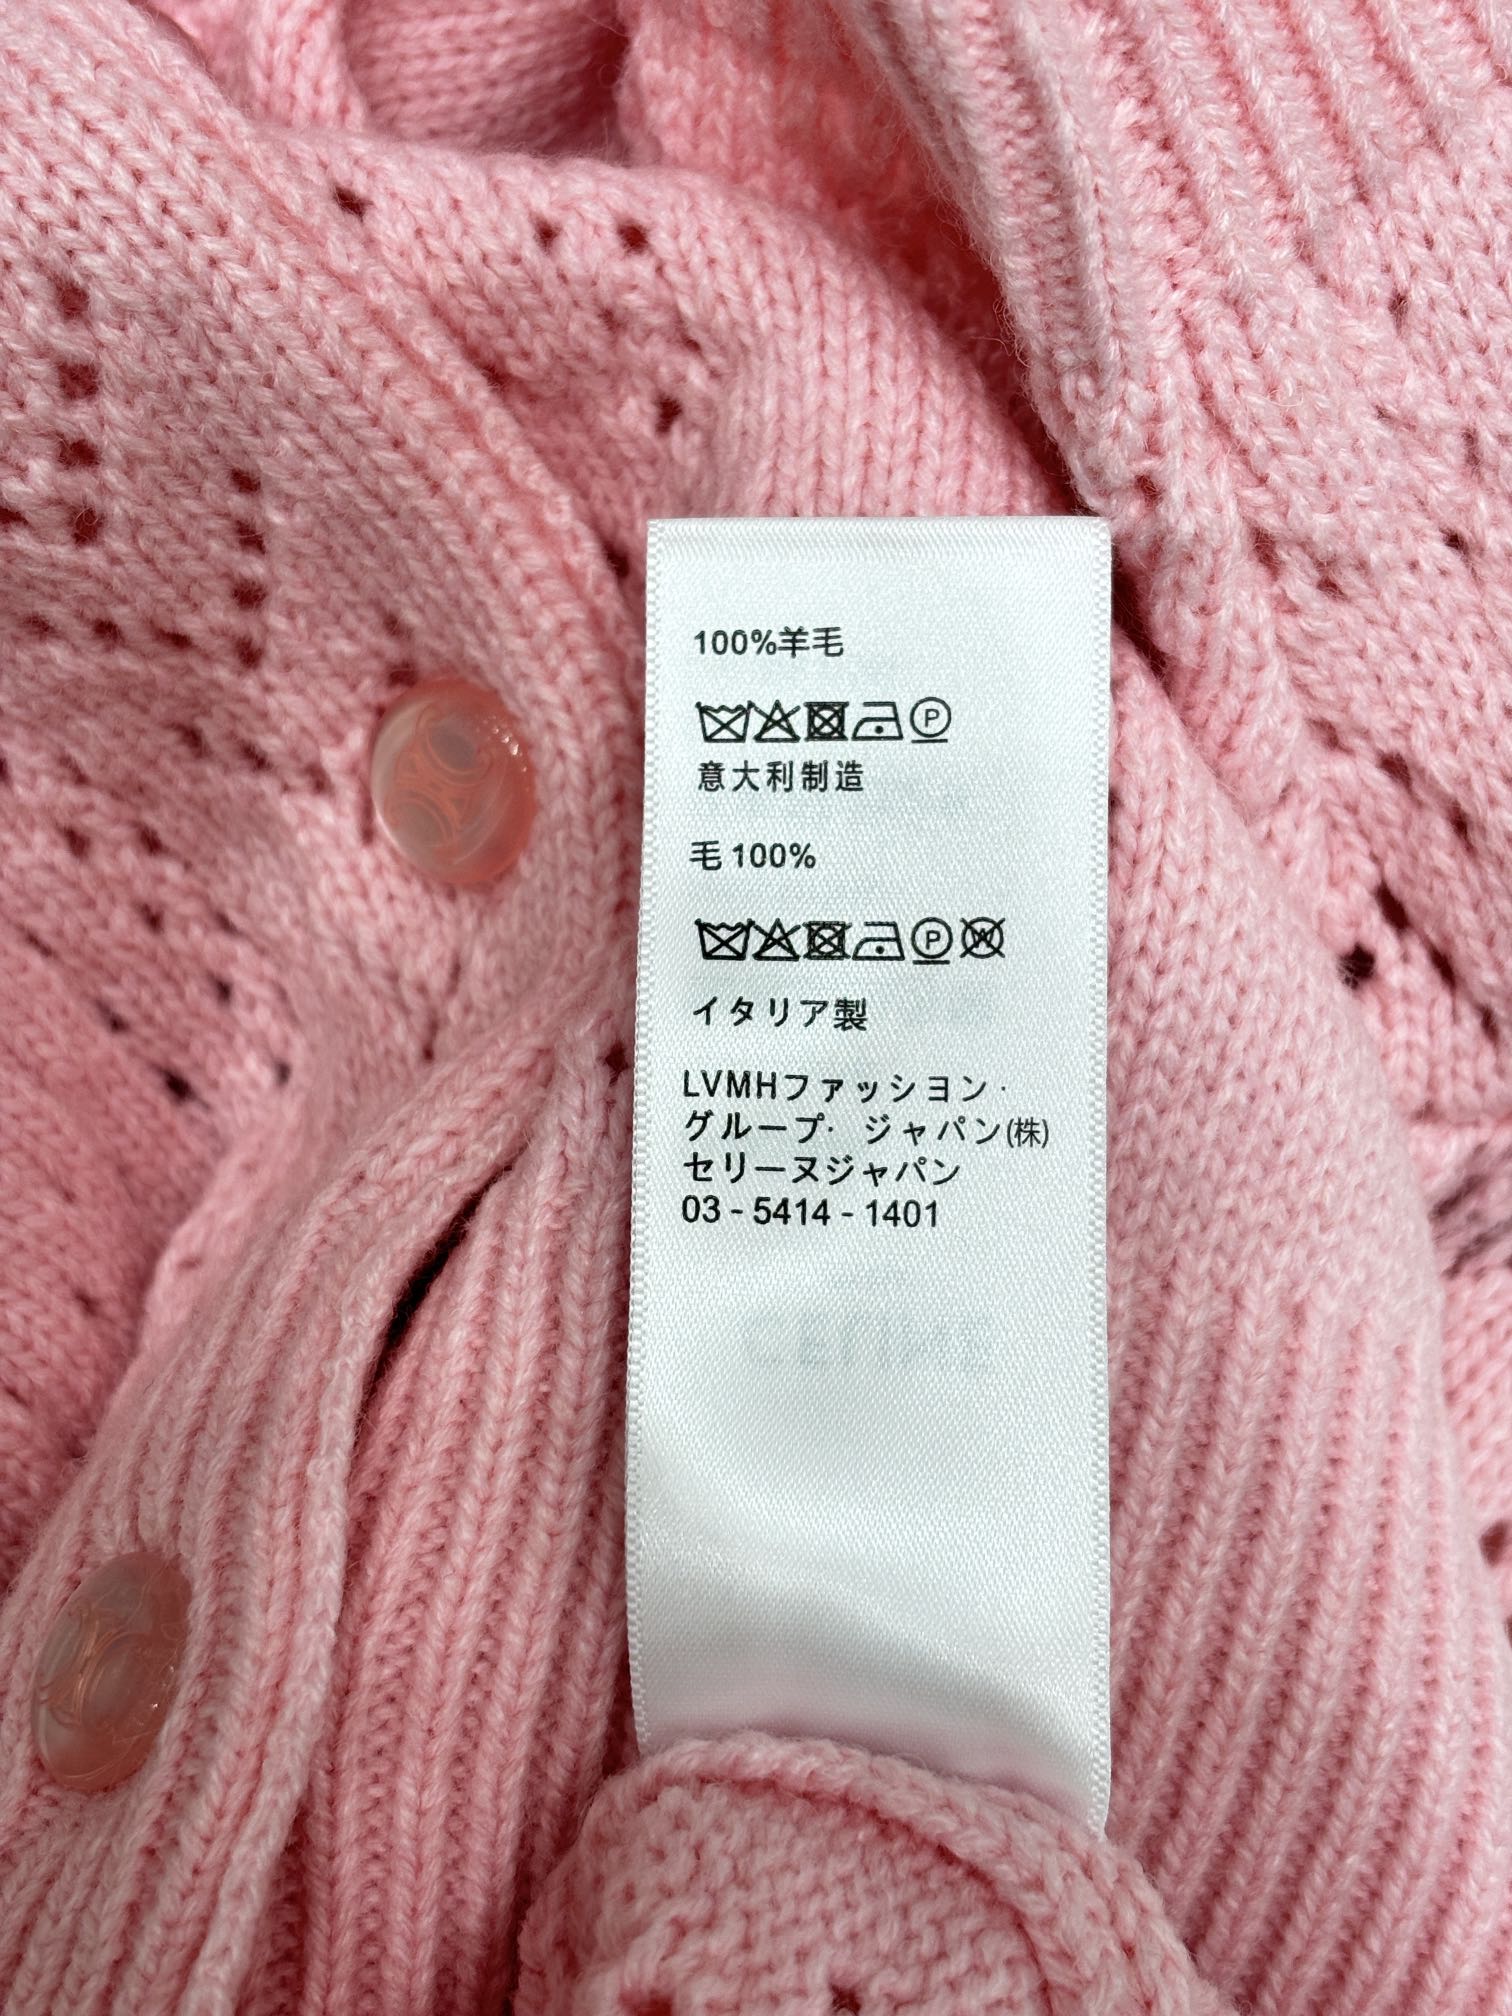 100%羊毛
P
意大利制造
毛 100%
P W
イタリア製
LVMHファッション·
グループ· ジャパン(株)
セリーヌジャパン
03 - 5414 - 1401